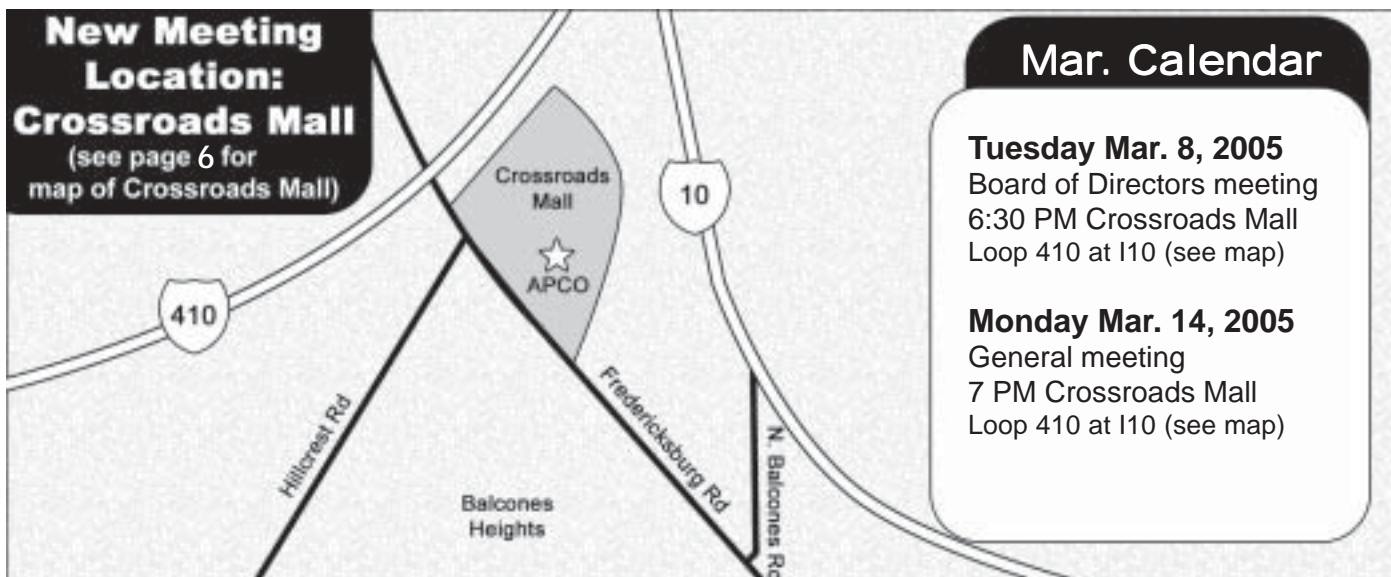 New Meeting
Location:
Crossroads Mall
(see page 6 for
map of Crossroads Mall)
Crossroads
Mall
APCO
10
410
Hillcrest Rd
Fredericksburg Rd
N. Balcones Rd
Balcones
Heights
Mar. Calendar
Tuesday Mar. 8, 2005
Board of Directors meeting
6:30 PM Crossroads Mall
Loop 410 at I10 (see map)
Monday Mar. 14, 2005
General meeting
7 PM Crossroads Mall
Loop 410 at I10 (see map)